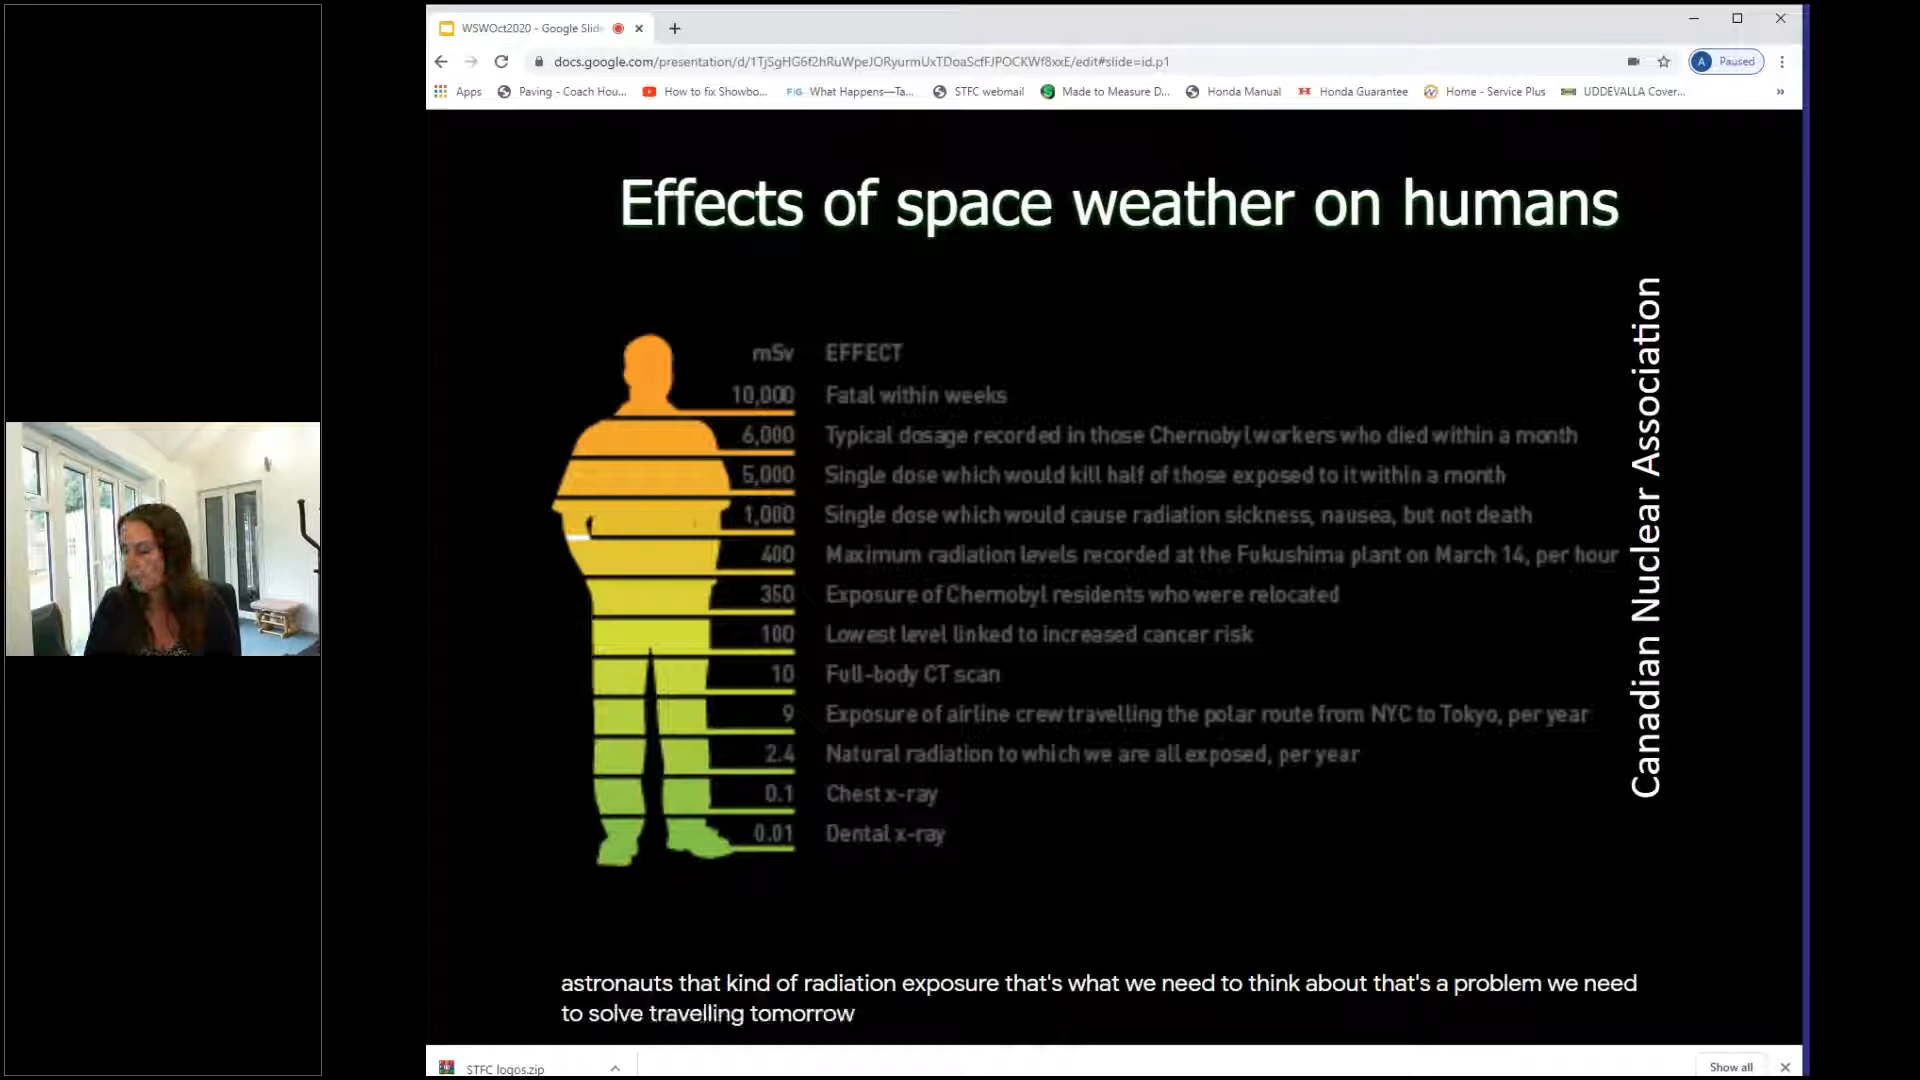 WSWOct2020 - Google Slid
docs.google.com/presentation/d/1TjSgHG6f2hRuWpeJORyurmUxTDoaScfFJPOCKWf8xxE/edit#slide=id.p1
A Paused
Apps Paving - Coach Hou... How to fix Showbo... FIG What Happens—Ta... STFC webmail Made to Measure D... Honda Manual Honda Guarantee Home - Service Plus UDDEVALLA Cover... »
Effects of space weather on humans
mSv EFFECT
10,000 Fatal within weeks
6,000 Typical dosage recorded in those Chernobyl workers who died within a month
5,000 Single dose which would kill half of those exposed to it within a month
1,000 Single dose which would cause radiation sickness, nausea, but not death
400 Maximum radiation levels recorded at the Fukushima plant on March 14, per hour
350 Exposure of Chernobyl residents who were relocated
100 Lowest level linked to increased cancer risk
10 Full-body CT scan
9 Exposure of airline crew travelling the polar route from NYC to Tokyo, per year
2.4 Natural radiation to which we are all exposed, per year
0.1 Chest x-ray
0.01 Dental x-ray
Canadian Nuclear Association
astronauts that kind of radiation exposure that's what we need to think about that's a problem we need
to solve travelling tomorrow
STFC logos.zip
Show all